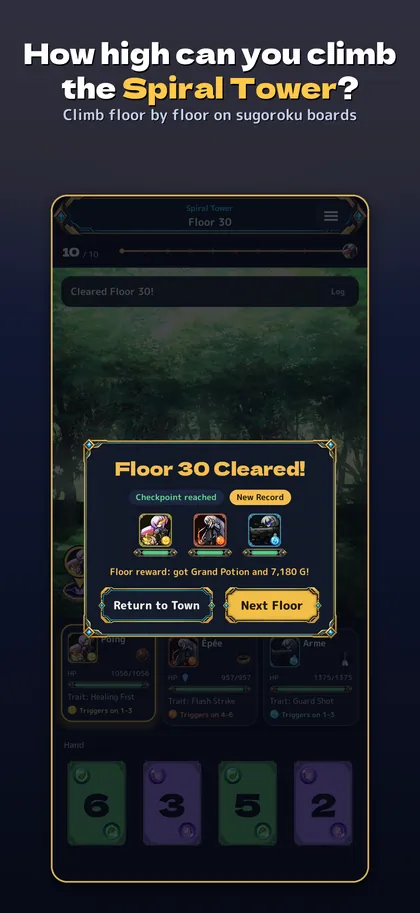 How high can you climb
the Spiral Tower?
Climb floor by floor on sugoroku boards
Spiral Tower
Floor 30
10 / 10
Cleared Floor 30!
Log
Floor 30 Cleared!
Checkpoint reached
New Record
Floor reward: got Grand Potion and 7,180 G!
Return to Town
Next Floor
Poing
HP 1056/1056
Trait: Healing Fist
Triggers on 1-3
Épée
HP 957/957
Trait: Flash Strike
Triggers on 4-6
Arme
HP 1375/1375
Trait: Guard Shot
Triggers on 1-3
Hand
6
3
5
2